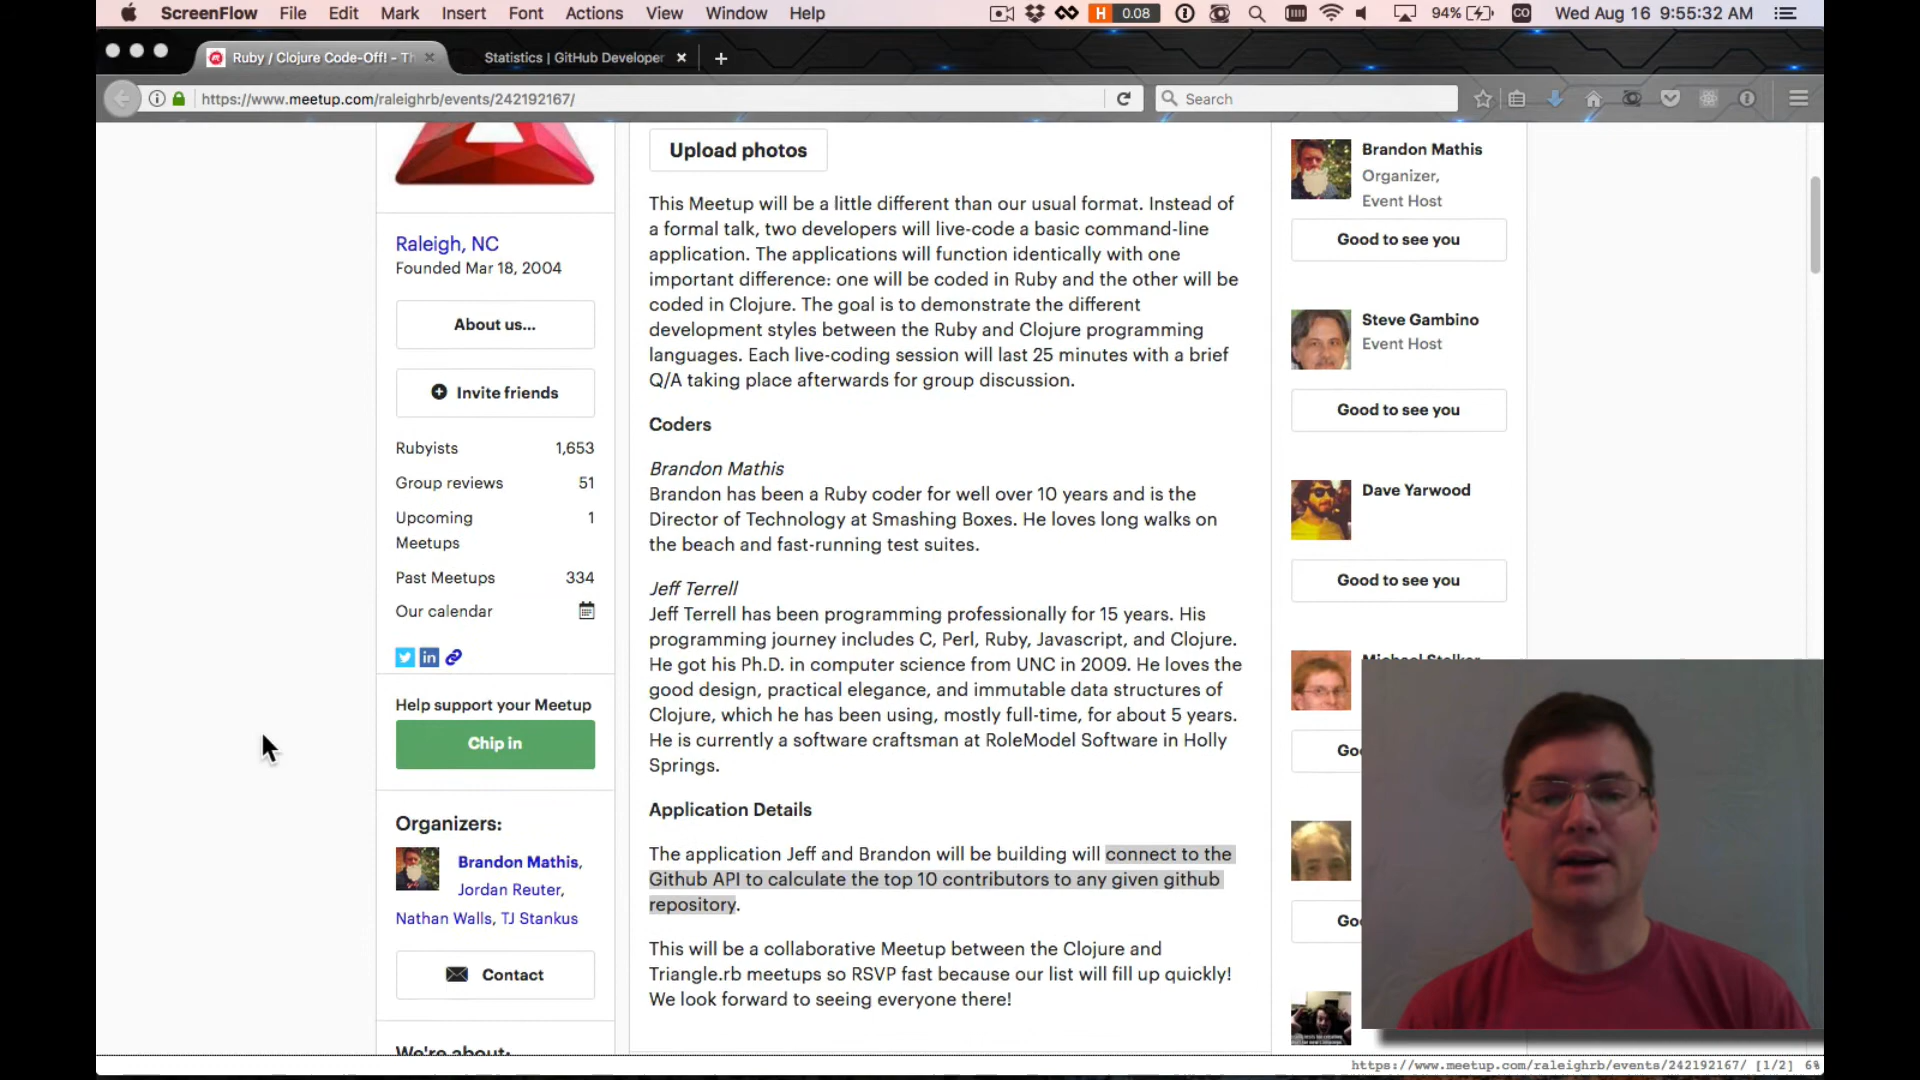 ScreenFlow File Edit Mark Insert Font Actions View Window Help H 0.08 94% CO Wed Aug 16 9:55:32 AM
Ruby / Clojure Code-Off! - Th
Statistics | GitHub Developer
https://www.meetup.com/raleighrb/events/242192167/
Search
Raleigh, NC
Founded Mar 18, 2004
About us...
Invite friends
Rubyists 1,653
Group reviews 51
Upcoming 1
Meetups
Past Meetups 334
Our calendar
in
Help support your Meetup
Chip in
Organizers:
Brandon Mathis,
Jordan Reuter,
Nathan Walls, TJ Stankus
Contact
We're about:
Upload photos
This Meetup will be a little different than our usual format. Instead of
a formal talk, two developers will live-code a basic command-line
application. The applications will function identically with one
important difference: one will be coded in Ruby and the other will be
coded in Clojure. The goal is to demonstrate the different
development styles between the Ruby and Clojure programming
languages. Each live-coding session will last 25 minutes with a brief
Q/A taking place afterwards for group discussion.
Coders
Brandon Mathis
Brandon has been a Ruby coder for well over 10 years and is the
Director of Technology at Smashing Boxes. He loves long walks on
the beach and fast-running test suites.
Jeff Terrell
Jeff Terrell has been programming professionally for 15 years. His
programming journey includes C, Perl, Ruby, Javascript, and Clojure.
He got his Ph.D. in computer science from UNC in 2009. He loves the
good design, practical elegance, and immutable data structures of
Clojure, which he has been using, mostly full-time, for about 5 years.
He is currently a software craftsman at RoleModel Software in Holly
Springs.
Application Details
The application Jeff and Brandon will be building will connect to the
Github API to calculate the top 10 contributors to any given github
repository.
This will be a collaborative Meetup between the Clojure and
Triangle.rb meetups so RSVP fast because our list will fill up quickly!
We look forward to seeing everyone there!
Brandon Mathis
Organizer,
Event Host
Good to see you
Steve Gambino
Event Host
Good to see you
Dave Yarwood
Good to see you
Goo
Goo
https://www.meetup.com/raleighrb/events/242192167/ [1/2] 6%